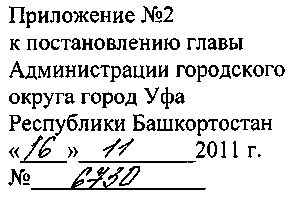 Приложение №2
к постановлению главы
Администрации городского
округа город Уфа
Республики Башкортостан
«16» 11 2011 г.
№ 6730